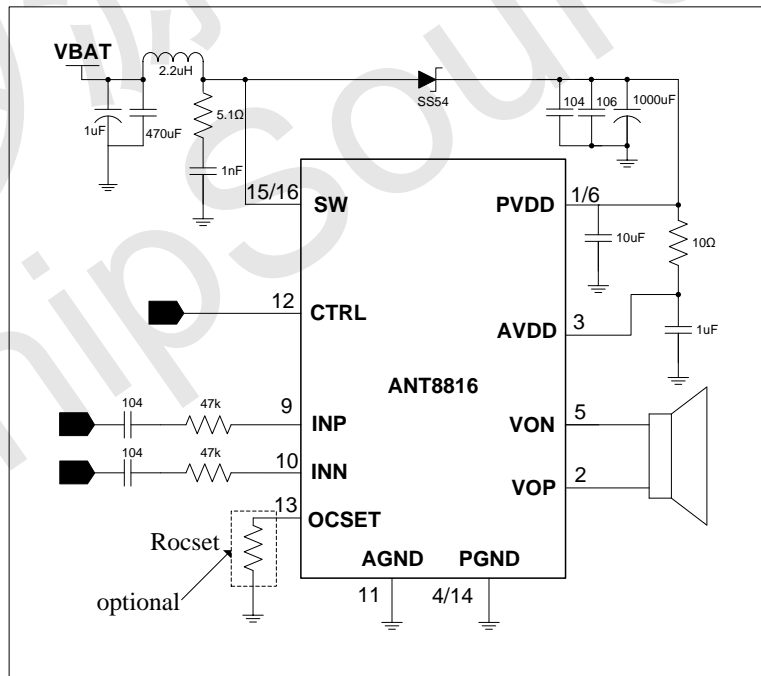 VBAT
2.2uH
SS54
1uF
470uF
5.1Ω
1nF
104
106
1000uF
15/16
SW
PVDD
1/6
10uF
10Ω
12
CTRL
AVDD
3
1uF
ANT8816
104
47k
9
INP
VON
5
104
47k
10
INN
VOP
2
13
OCSET
Rocset
optional
AGND
PGND
11
4/14